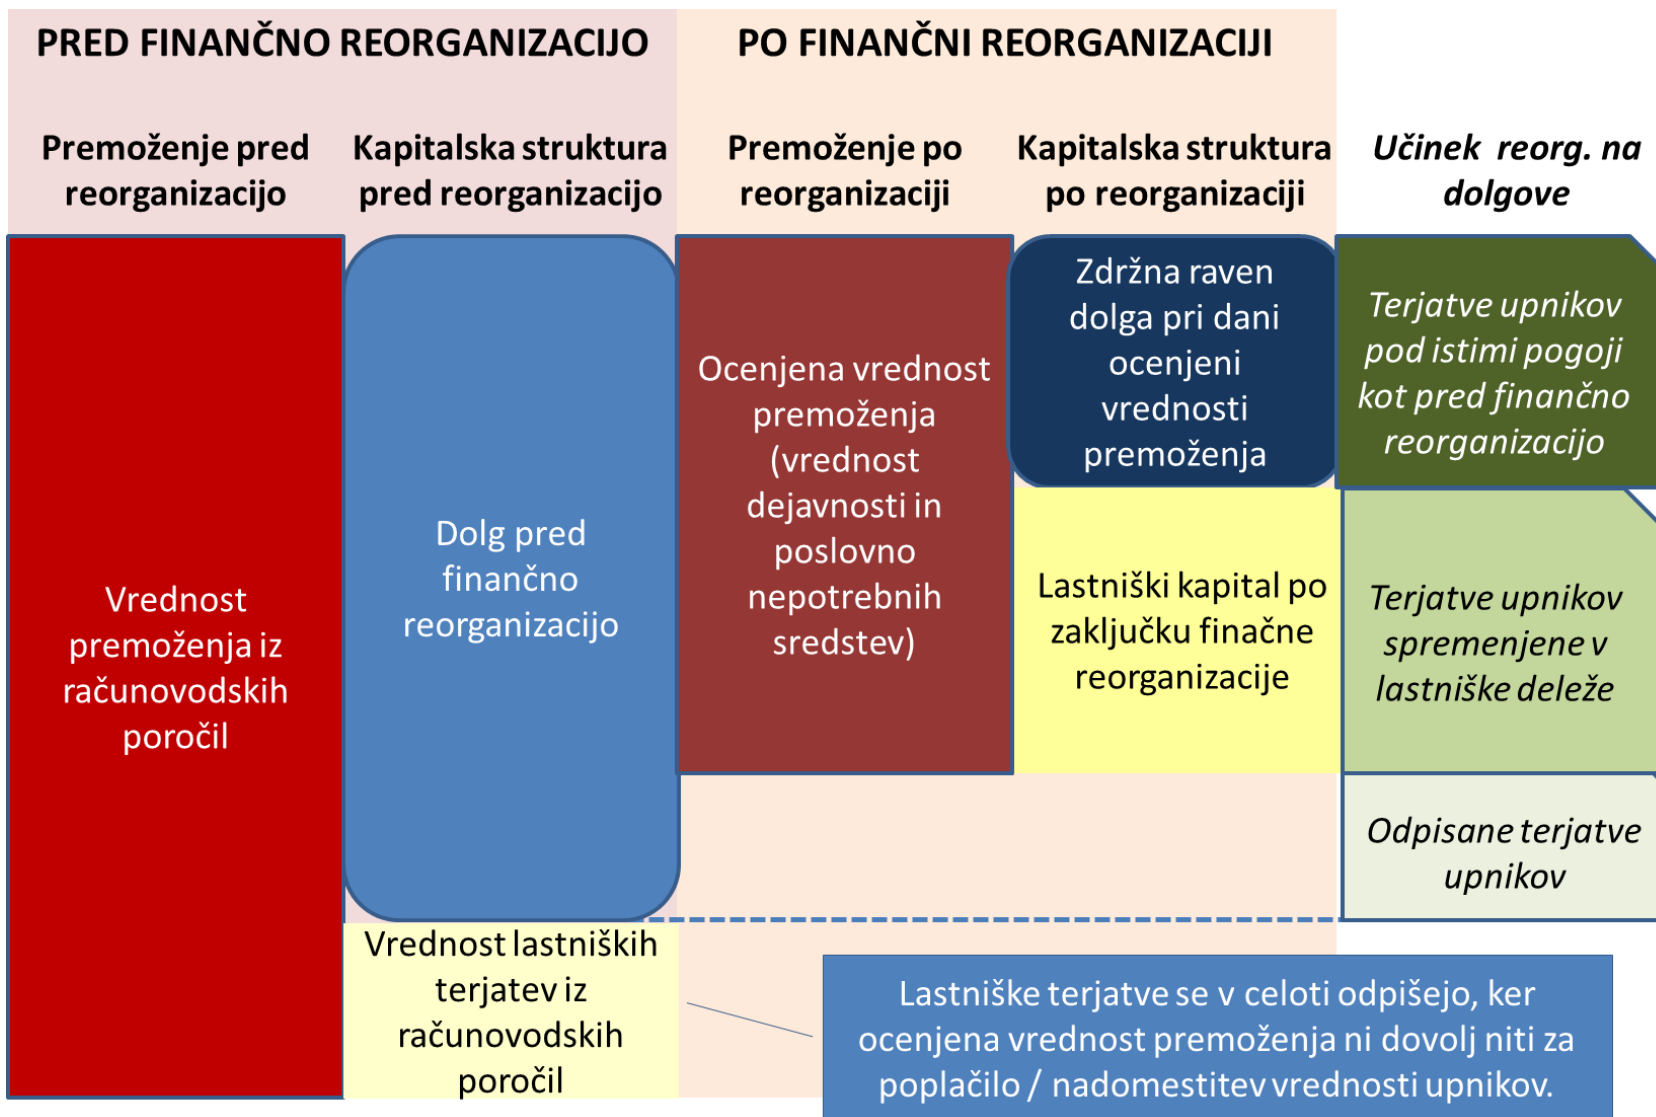 PRED FINANČNO REORGANIZACIJO
PO FINANČNI REORGANIZACIJI
Premoženje pred
reorganizacijo
Kapitalska struktura
pred reorganizacijo
Premoženje po
reorganizaciji
Kapitalska struktura
po reorganizaciji
Učinek reorg. na
dolgove
Vrednost
premoženja iz
računovodskih
poročil
Dolg pred
finančno
reorganizacijo
Vrednost lastniških
terjatev iz
računovodskih
poročil
Ocenjena vrednost
premoženja
(vrednost
dejavnosti in
poslovno
nepotrebnih
sredstev)
Zdržna raven
dolga pri dani
ocenjeni
vrednosti
premoženja
Lastniški kapital po
zaključku finačne
reorganizacije
Terjatve upnikov
pod istimi pogoji
kot pred finančno
reorganizacijo
Terjatve upnikov
spremenjene v
lastniške deleže
Odpisane terjatve
upnikov
Lastniške terjatve se v celoti odpišejo, ker
ocenjena vrednost premoženja ni dovolj niti za
poplačilo / nadomestitev vrednosti upnikov.